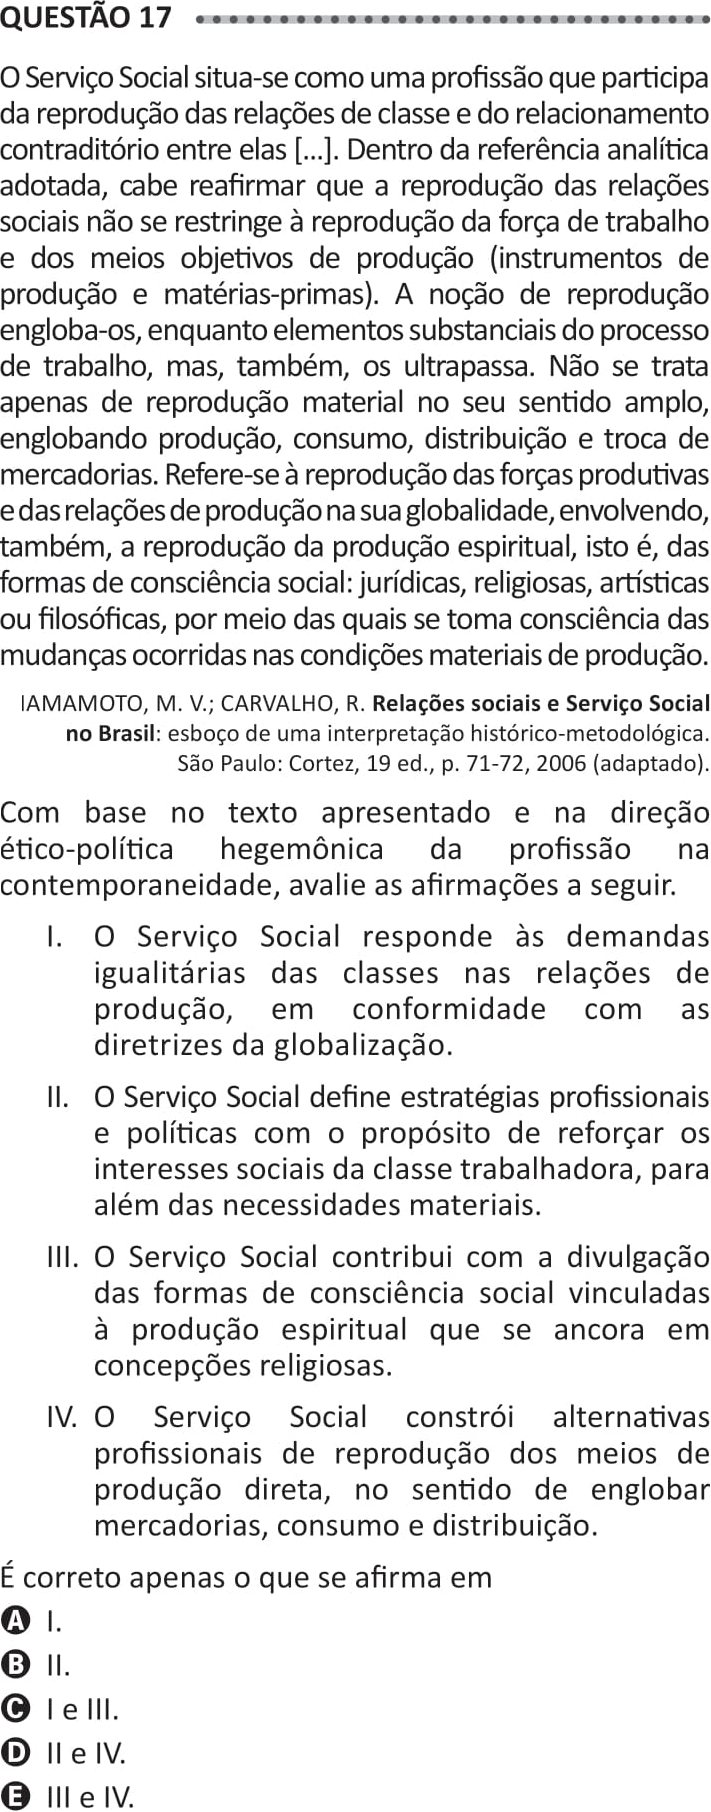 QUESTÃO 17
O Serviço Social situa-se como uma profissão que participa
da reprodução das relações de classe e do relacionamento
contraditório entre elas [...]. Dentro da referência analítica
adotada, cabe reafirmar que a reprodução das relações
sociais não se restringe à reprodução da força de trabalho
e dos meios objetivos de produção (instrumentos de
produção e matérias-primas). A noção de reprodução
engloba-os, enquanto elementos substanciais do processo
de trabalho, mas, também, os ultrapassa. Não se trata
apenas de reprodução material no seu sentido amplo,
englobando produção, consumo, distribuição e troca de
mercadorias. Refere-se à reprodução das forças produtivas
e das relações de produção na sua globalidade, envolvendo,
também, a reprodução da produção espiritual, isto é, das
formas de consciência social: jurídicas, religiosas, artísticas
ou filosóficas, por meio das quais se toma consciência das
mudanças ocorridas nas condições materiais de produção.
IAMAMOTO, M. V.; CARVALHO, R. Relações sociais e Serviço Social
no Brasil: esboço de uma interpretação histórico-metodológica.
São Paulo: Cortez, 19 ed., p. 71-72, 2006 (adaptado).
Com base no texto apresentado e na direção
ético-política hegemônica da profissão na
contemporaneidade, avalie as afirmações a seguir.
I. O Serviço Social responde às demandas
igualitárias das classes nas relações de
produção, em conformidade com as
diretrizes da globalização.
II. O Serviço Social define estratégias profissionais
e políticas com o propósito de reforçar os
interesses sociais da classe trabalhadora, para
além das necessidades materiais.
III. O Serviço Social contribui com a divulgação
das formas de consciência social vinculadas
à produção espiritual que se ancora em
concepções religiosas.
IV. O Serviço Social constrói alternativas
profissionais de reprodução dos meios de
produção direta, no sentido de englobar
mercadorias, consumo e distribuição.
É correto apenas o que se afirma em
A I.
B II.
C I e III.
D II e IV.
E III e IV.